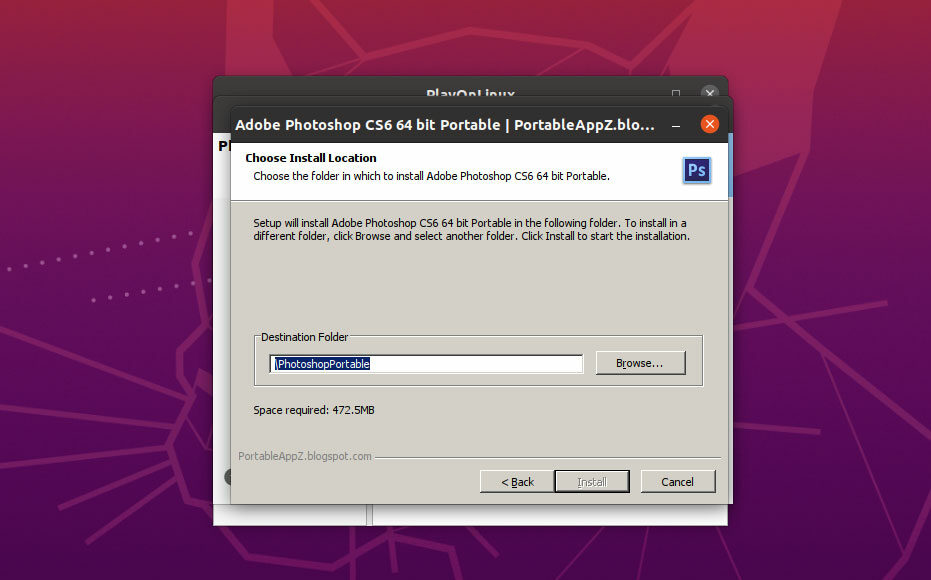 PlayOnLinux
Adobe Photoshop CS6 64 bit Portable | PortableAppZ.blo...
Choose Install Location
Choose the folder in which to install Adobe Photoshop CS6 64 bit Portable.
Ps
Setup will install Adobe Photoshop CS6 64 bit Portable in the following folder. To install in a
different folder, click Browse and select another folder. Click Install to start the installation.
Destination Folder
\PhotoshopPortable
Browse...
Space required: 472.5MB
PortableAppZ.blogspot.com
< Back
Install
Cancel